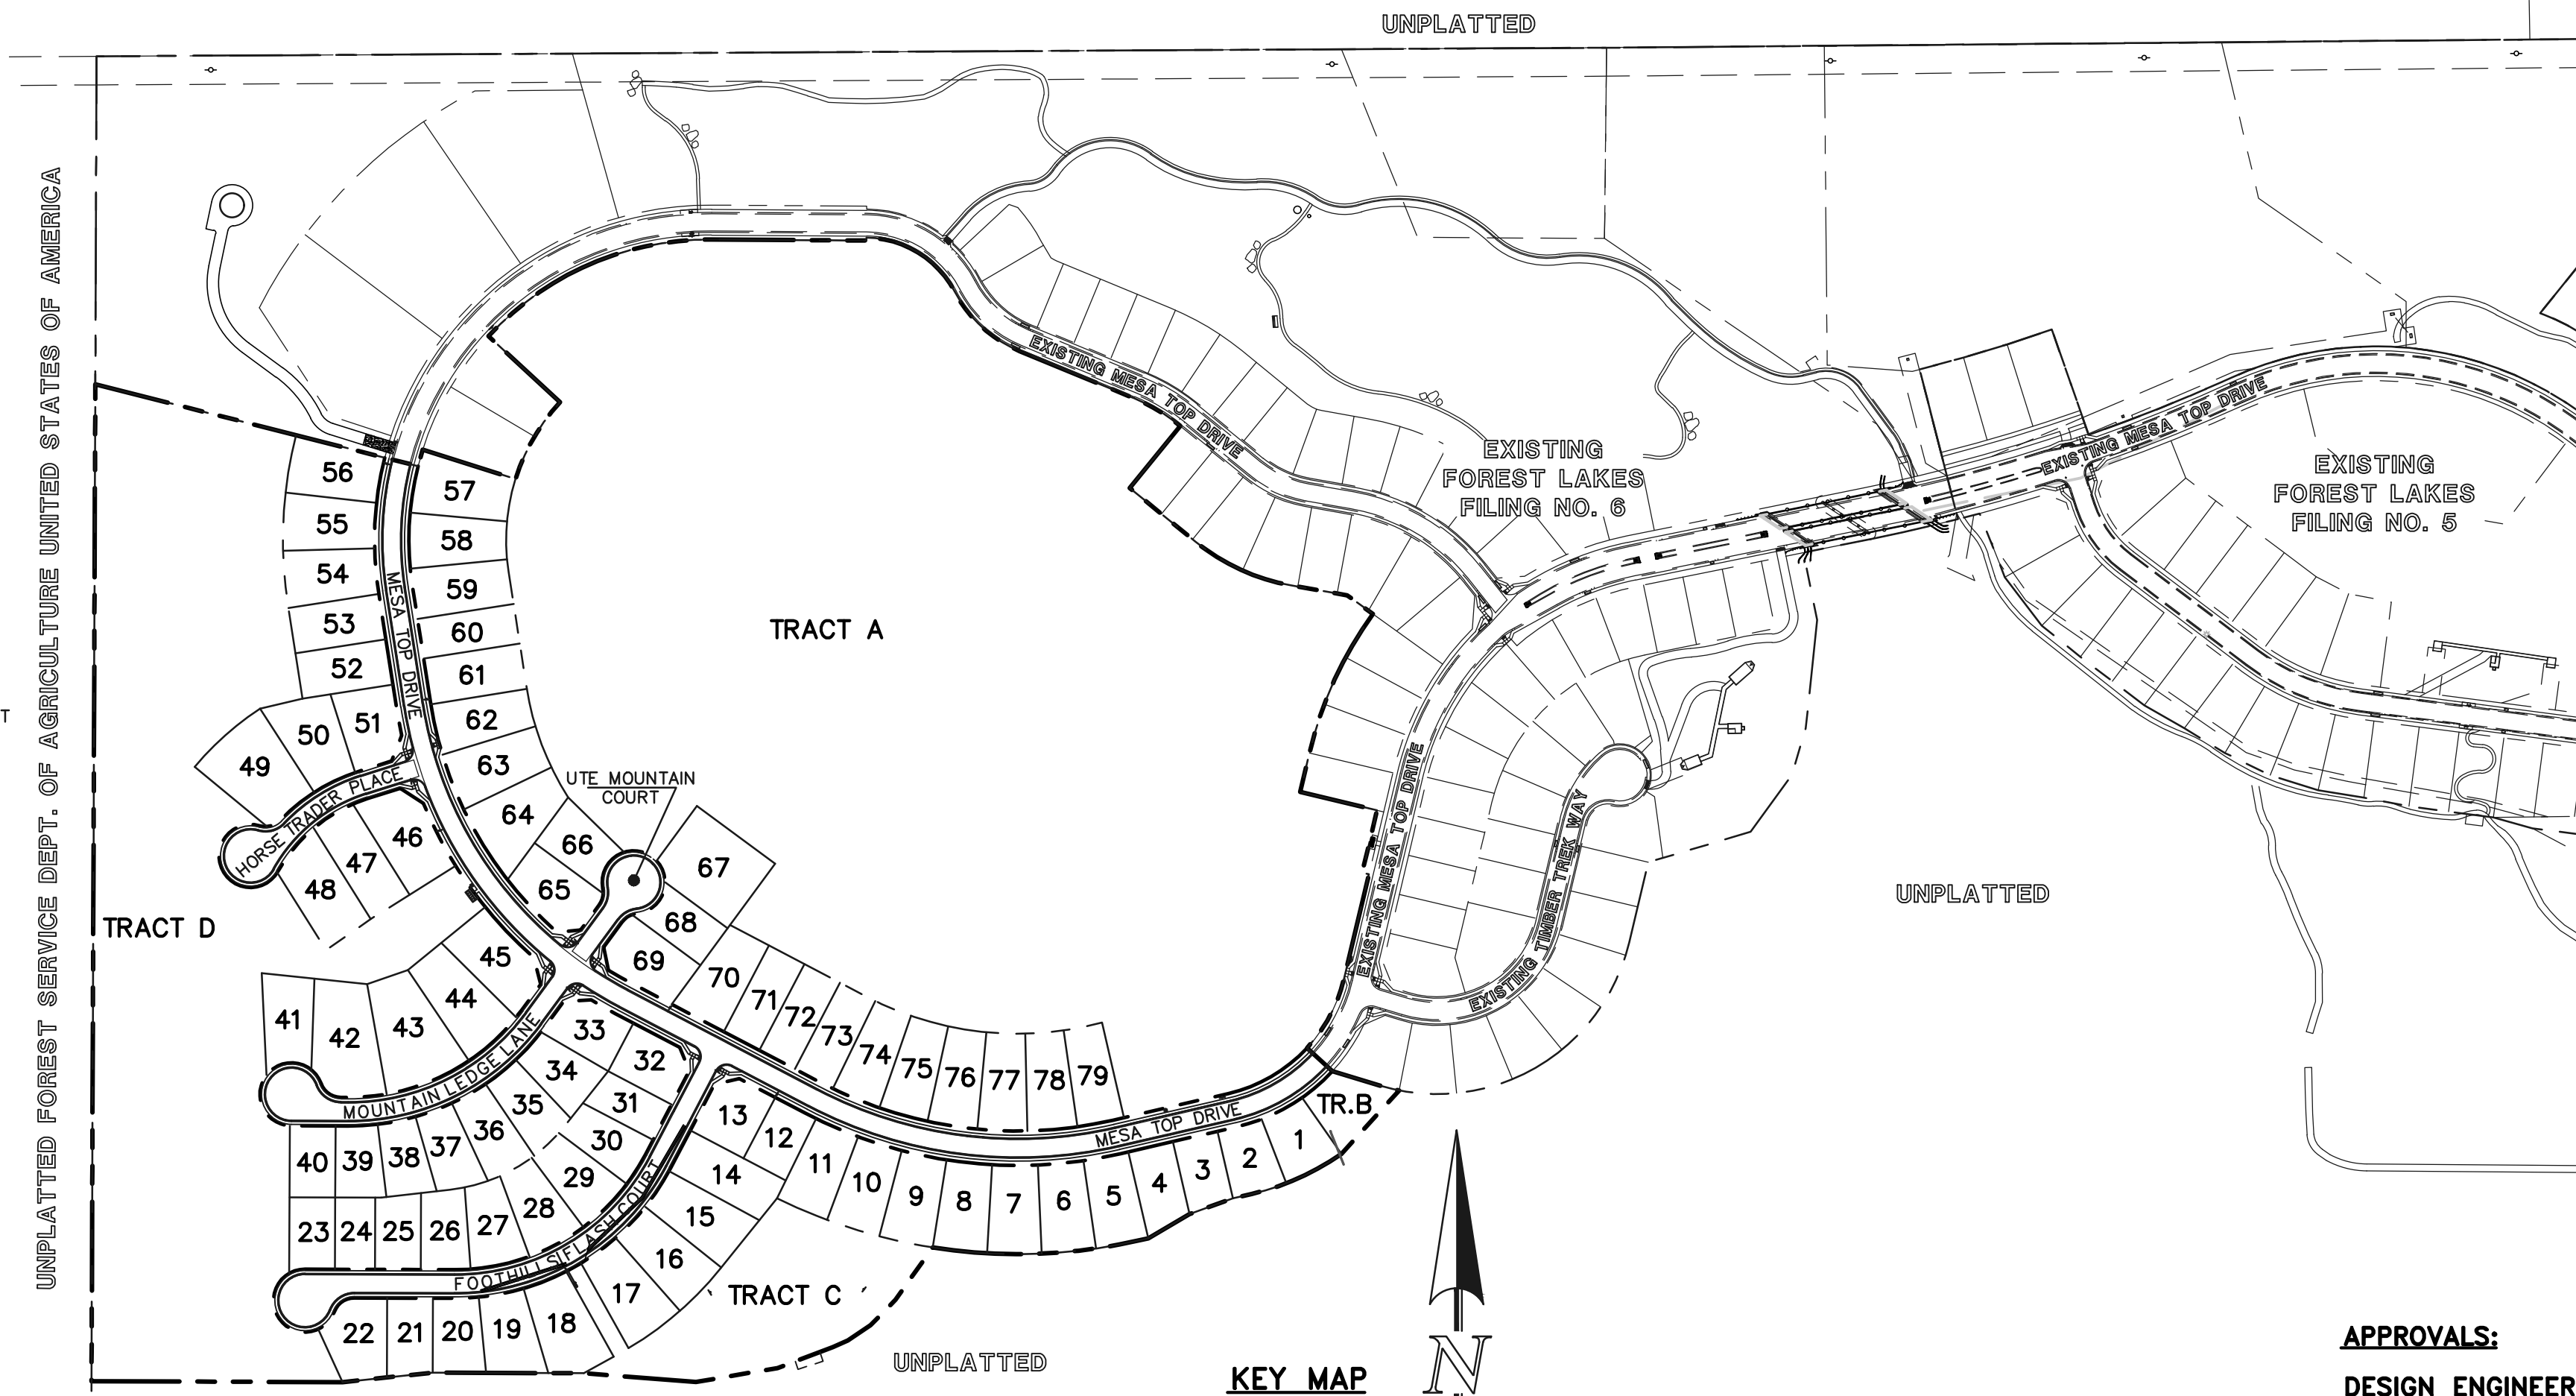 UNPLATTED
UNPLATTED FOREST SERVICE DEPT. OF AGRICULTURE UNITED STATES OF AMERICA
T
EXISTING MESA TOP DRIVE
EXISTING MESA TOP DRIVE
EXISTING
FOREST LAKES
FILING NO. 6
EXISTING
FOREST LAKES
FILING NO. 5
56
57
55
58
54
59
53
60
52
61
MESA TOP DRIVE
TRACT A
51
62
50
49
63
HORSE TRADER PLACE
UTE MOUNTAIN
COURT
64
46
47
48
66
65
67
68
69
TRACT D
EXISTING MESA TOP DRIVE
EXISTING TIMBER TREK WAY
UNPLATTED
45
44
43
42
41
MOUNTAIN LEDGE LANE
70
71
72
73
74
75
76
77
78
79
33
32
34
31
35
30
36
29
37
38
39
40
28
27
26
25
24
23
FOOTHILLS FLASH COURT
MESA TOP DRIVE
TR.B
13
12
11
10
9
8
7
6
5
4
3
2
1
14
15
16
17
18
19
20
21
22
TRACT C
UNPLATTED
KEY MAP
N
APPROVALS:
DESIGN ENGINEER